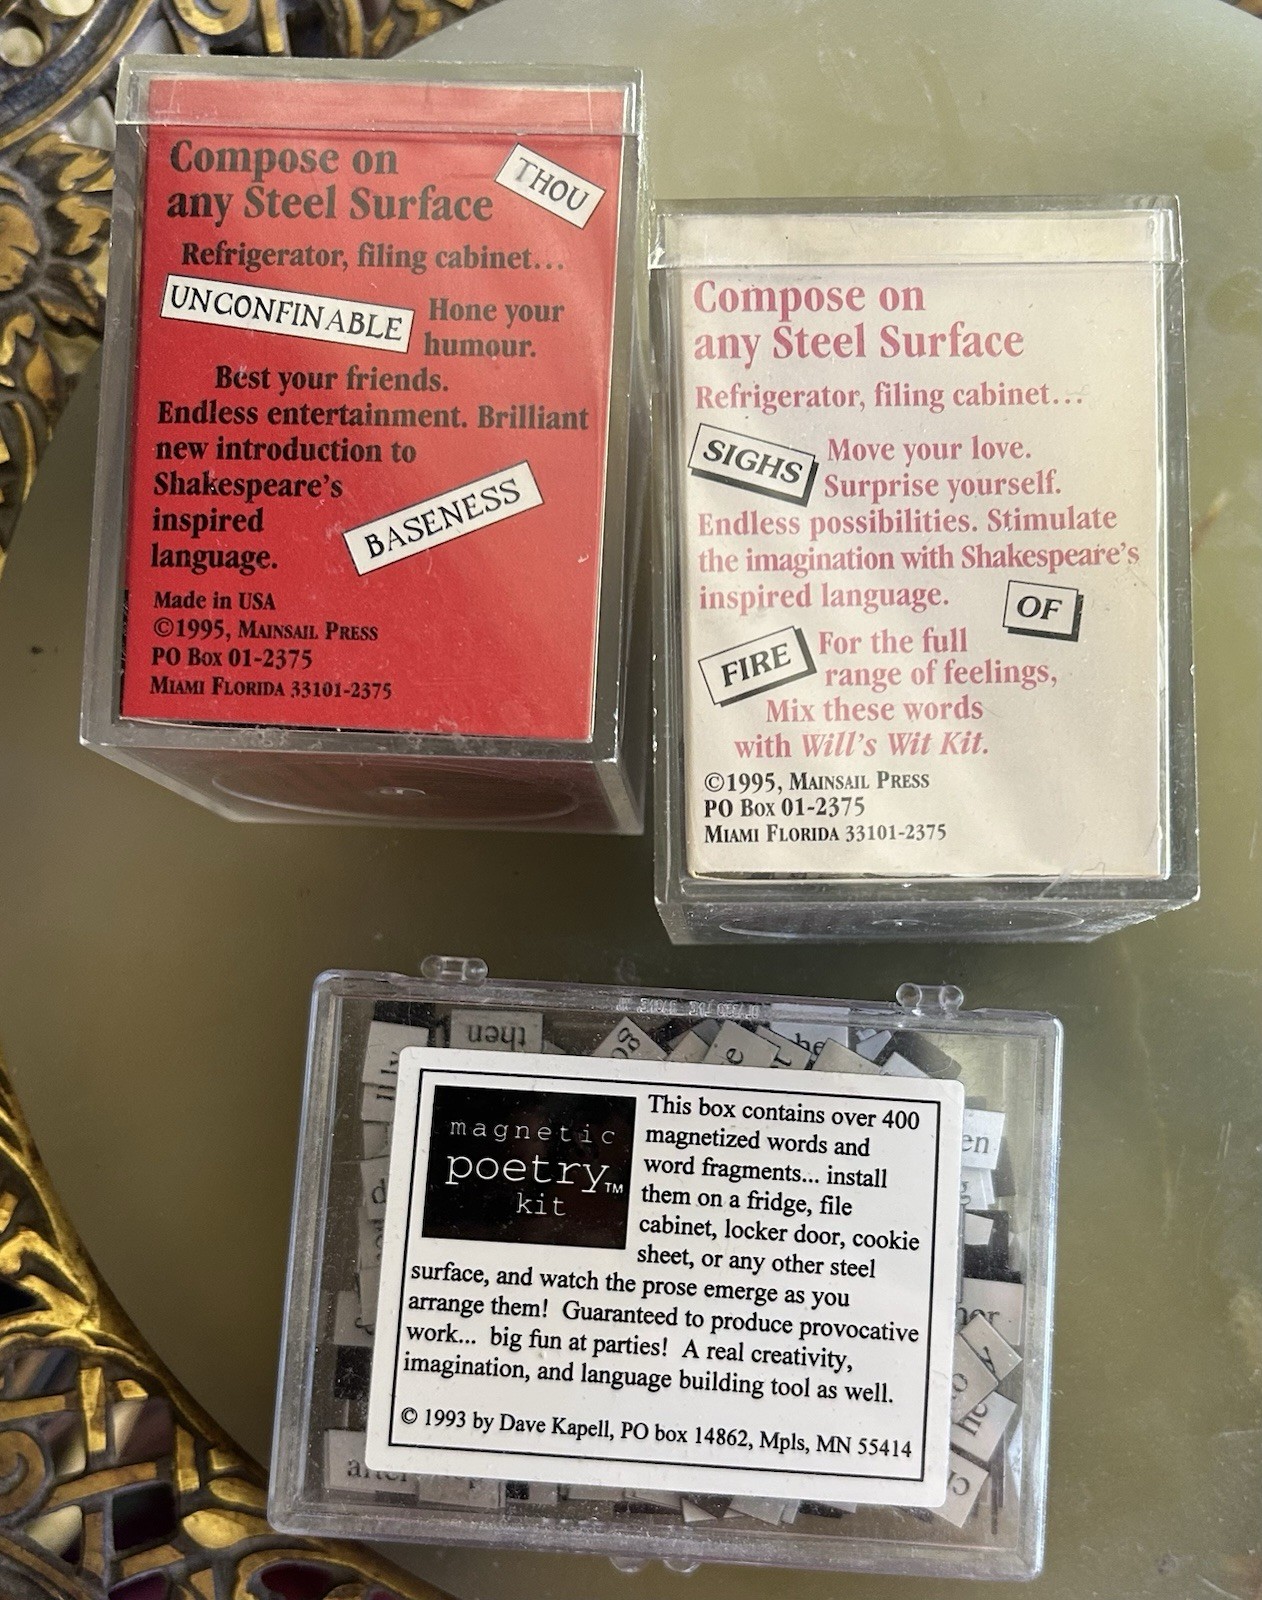 Compose on
any Steel Surface
THOU
Refrigerator, filing cabinet…
UNCONFINABLE
Hone your
humour.
Best your friends.
Endless entertainment. Brilliant
new introduction to
Shakespeare's
inspired
language.
BASENESS
Made in USA
©1995, MAINSAIL PRESS
PO BOX 01-2375
MIAMI FLORIDA 33101-2375
Compose on
any Steel Surface
Refrigerator, filing cabinet…
SIGHS
Move your love.
Surprise yourself.
Endless possibilities. Stimulate
the imagination with Shakespeare's
inspired language.
OF
FIRE
For the full
range of feelings,
Mix these words
with Will's Wit Kit.
©1995, MAINSAIL PRESS
PO BOX 01-2375
MIAMI FLORIDA 33101-2375
then
magnetic
poetry™
kit
This box contains over 400
magnetized words and
word fragments... install
them on a fridge, file
cabinet, locker door, cookie
sheet, or any other steel
surface, and watch the prose emerge as you
arrange them! Guaranteed to produce provocative
work... big fun at parties! A real creativity,
imagination, and language building tool as well.
© 1993 by Dave Kapell, PO box 14862, Mpls, MN 55414